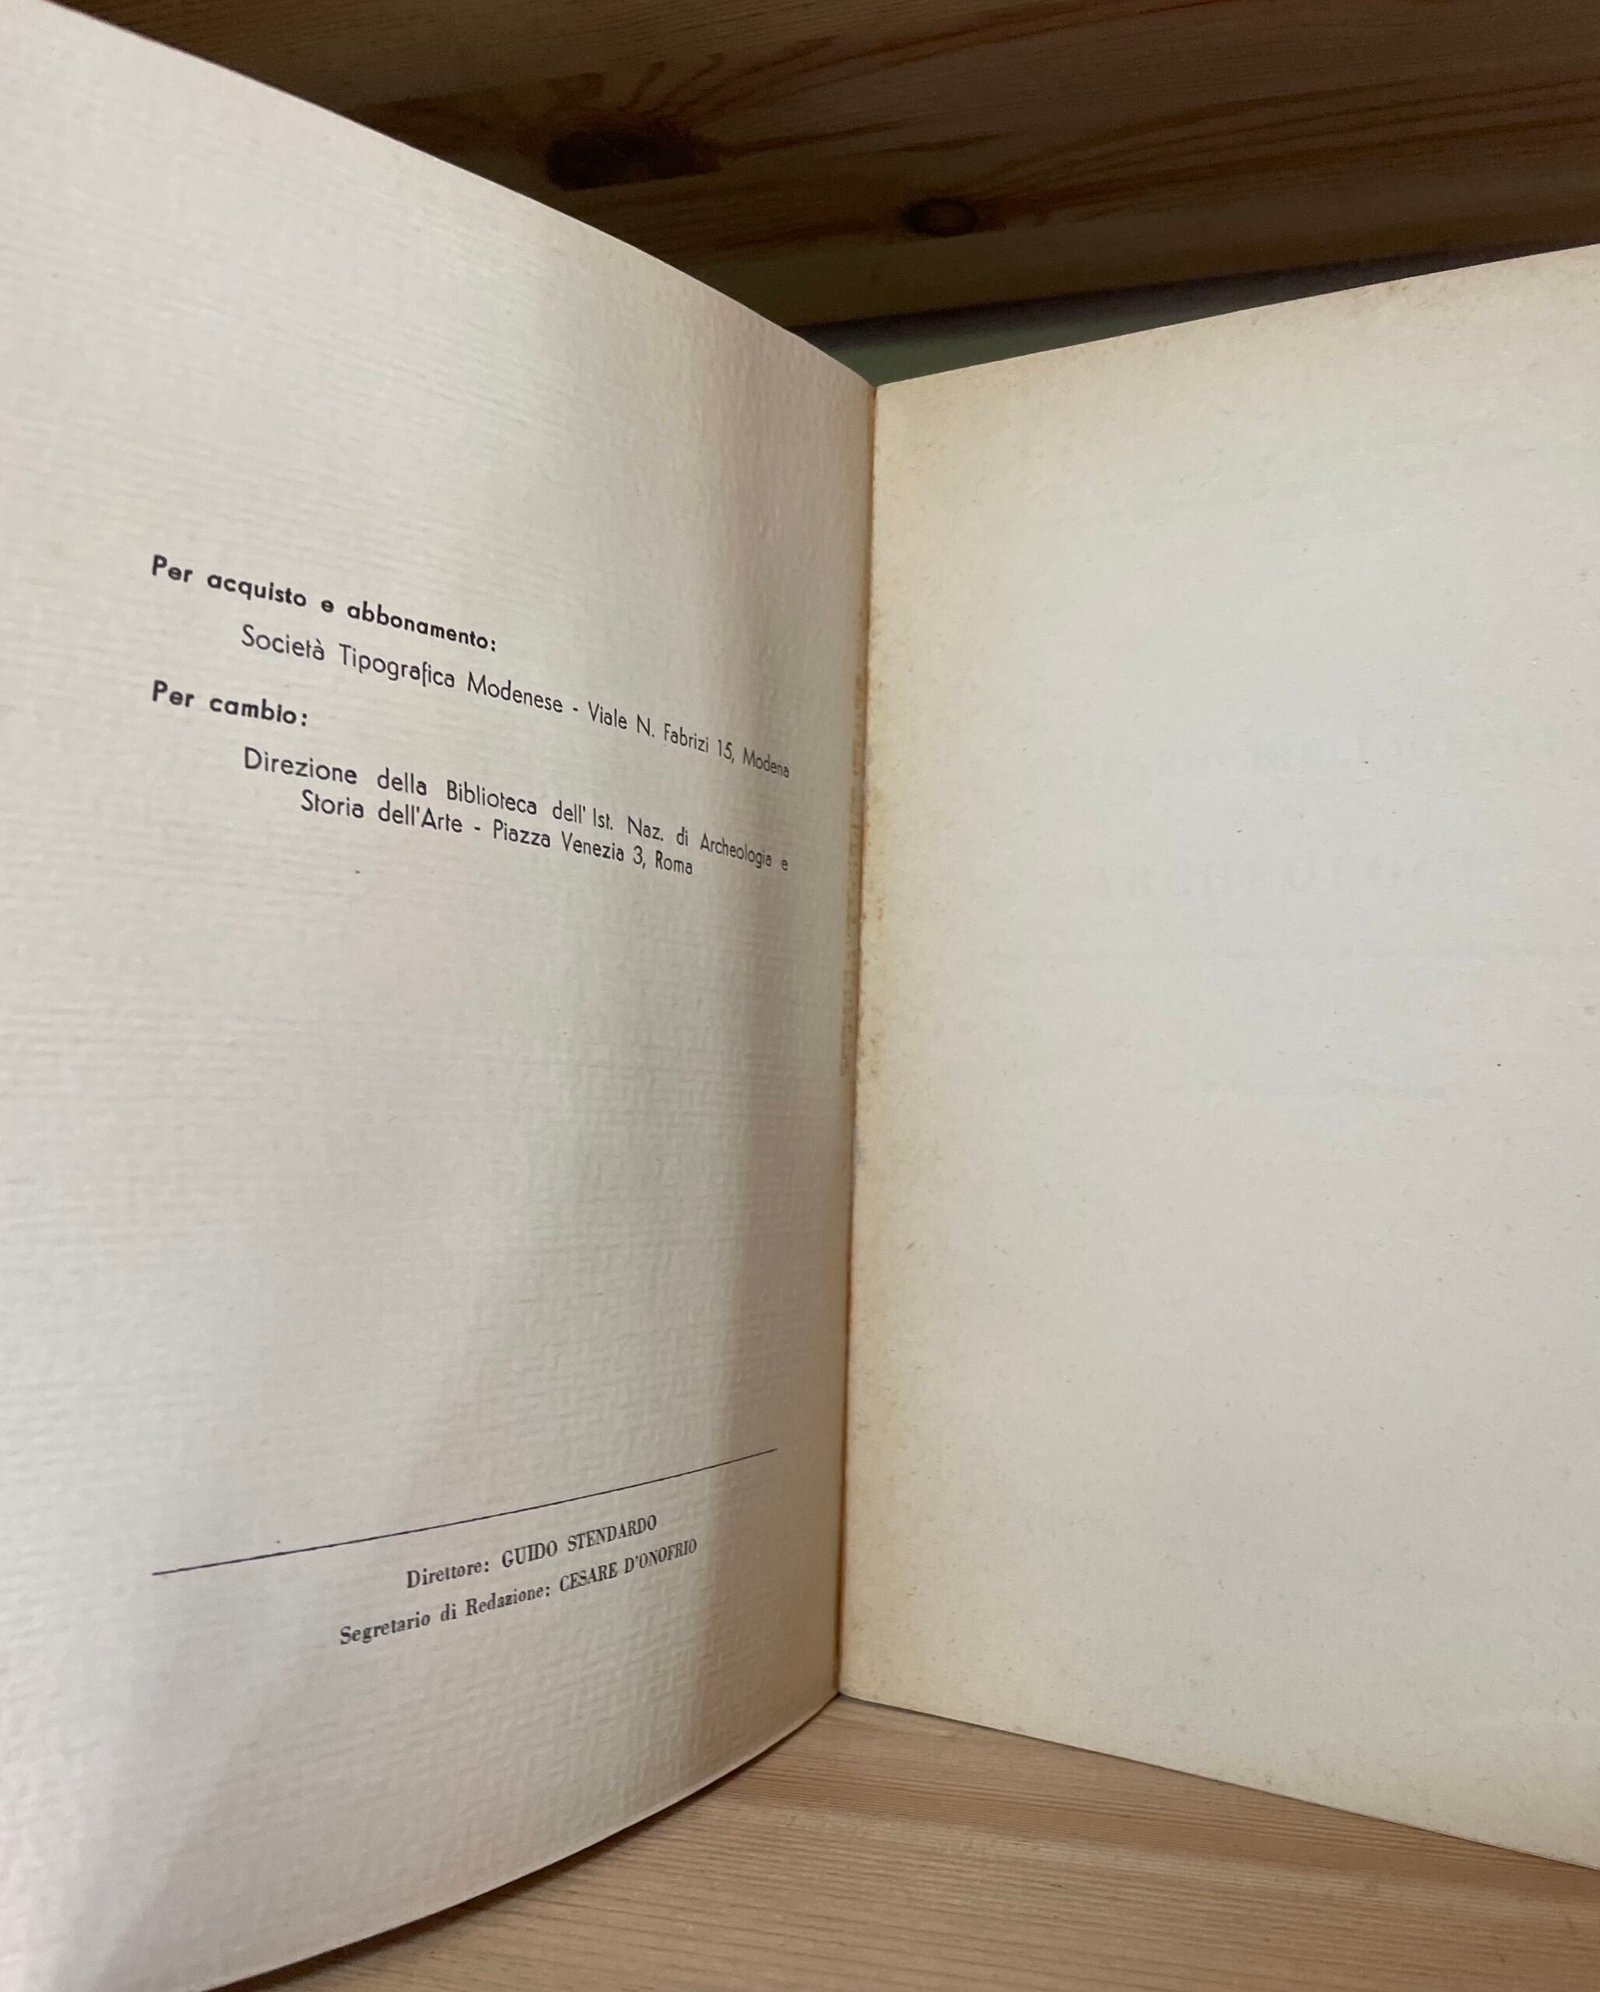 Per acquisto e abbonamento:
Società Tipografica Modenese - Viale N. Fabrizi 15, Modena
Per cambio:
Direzione della Biblioteca dell'Ist. Naz. di Archeologia e
Storia dell'Arte - Piazza Venezia 3, Roma
Direttore: GUIDO STENDARDO
Segretario di Redazione: CESARE D'ONOFRIO